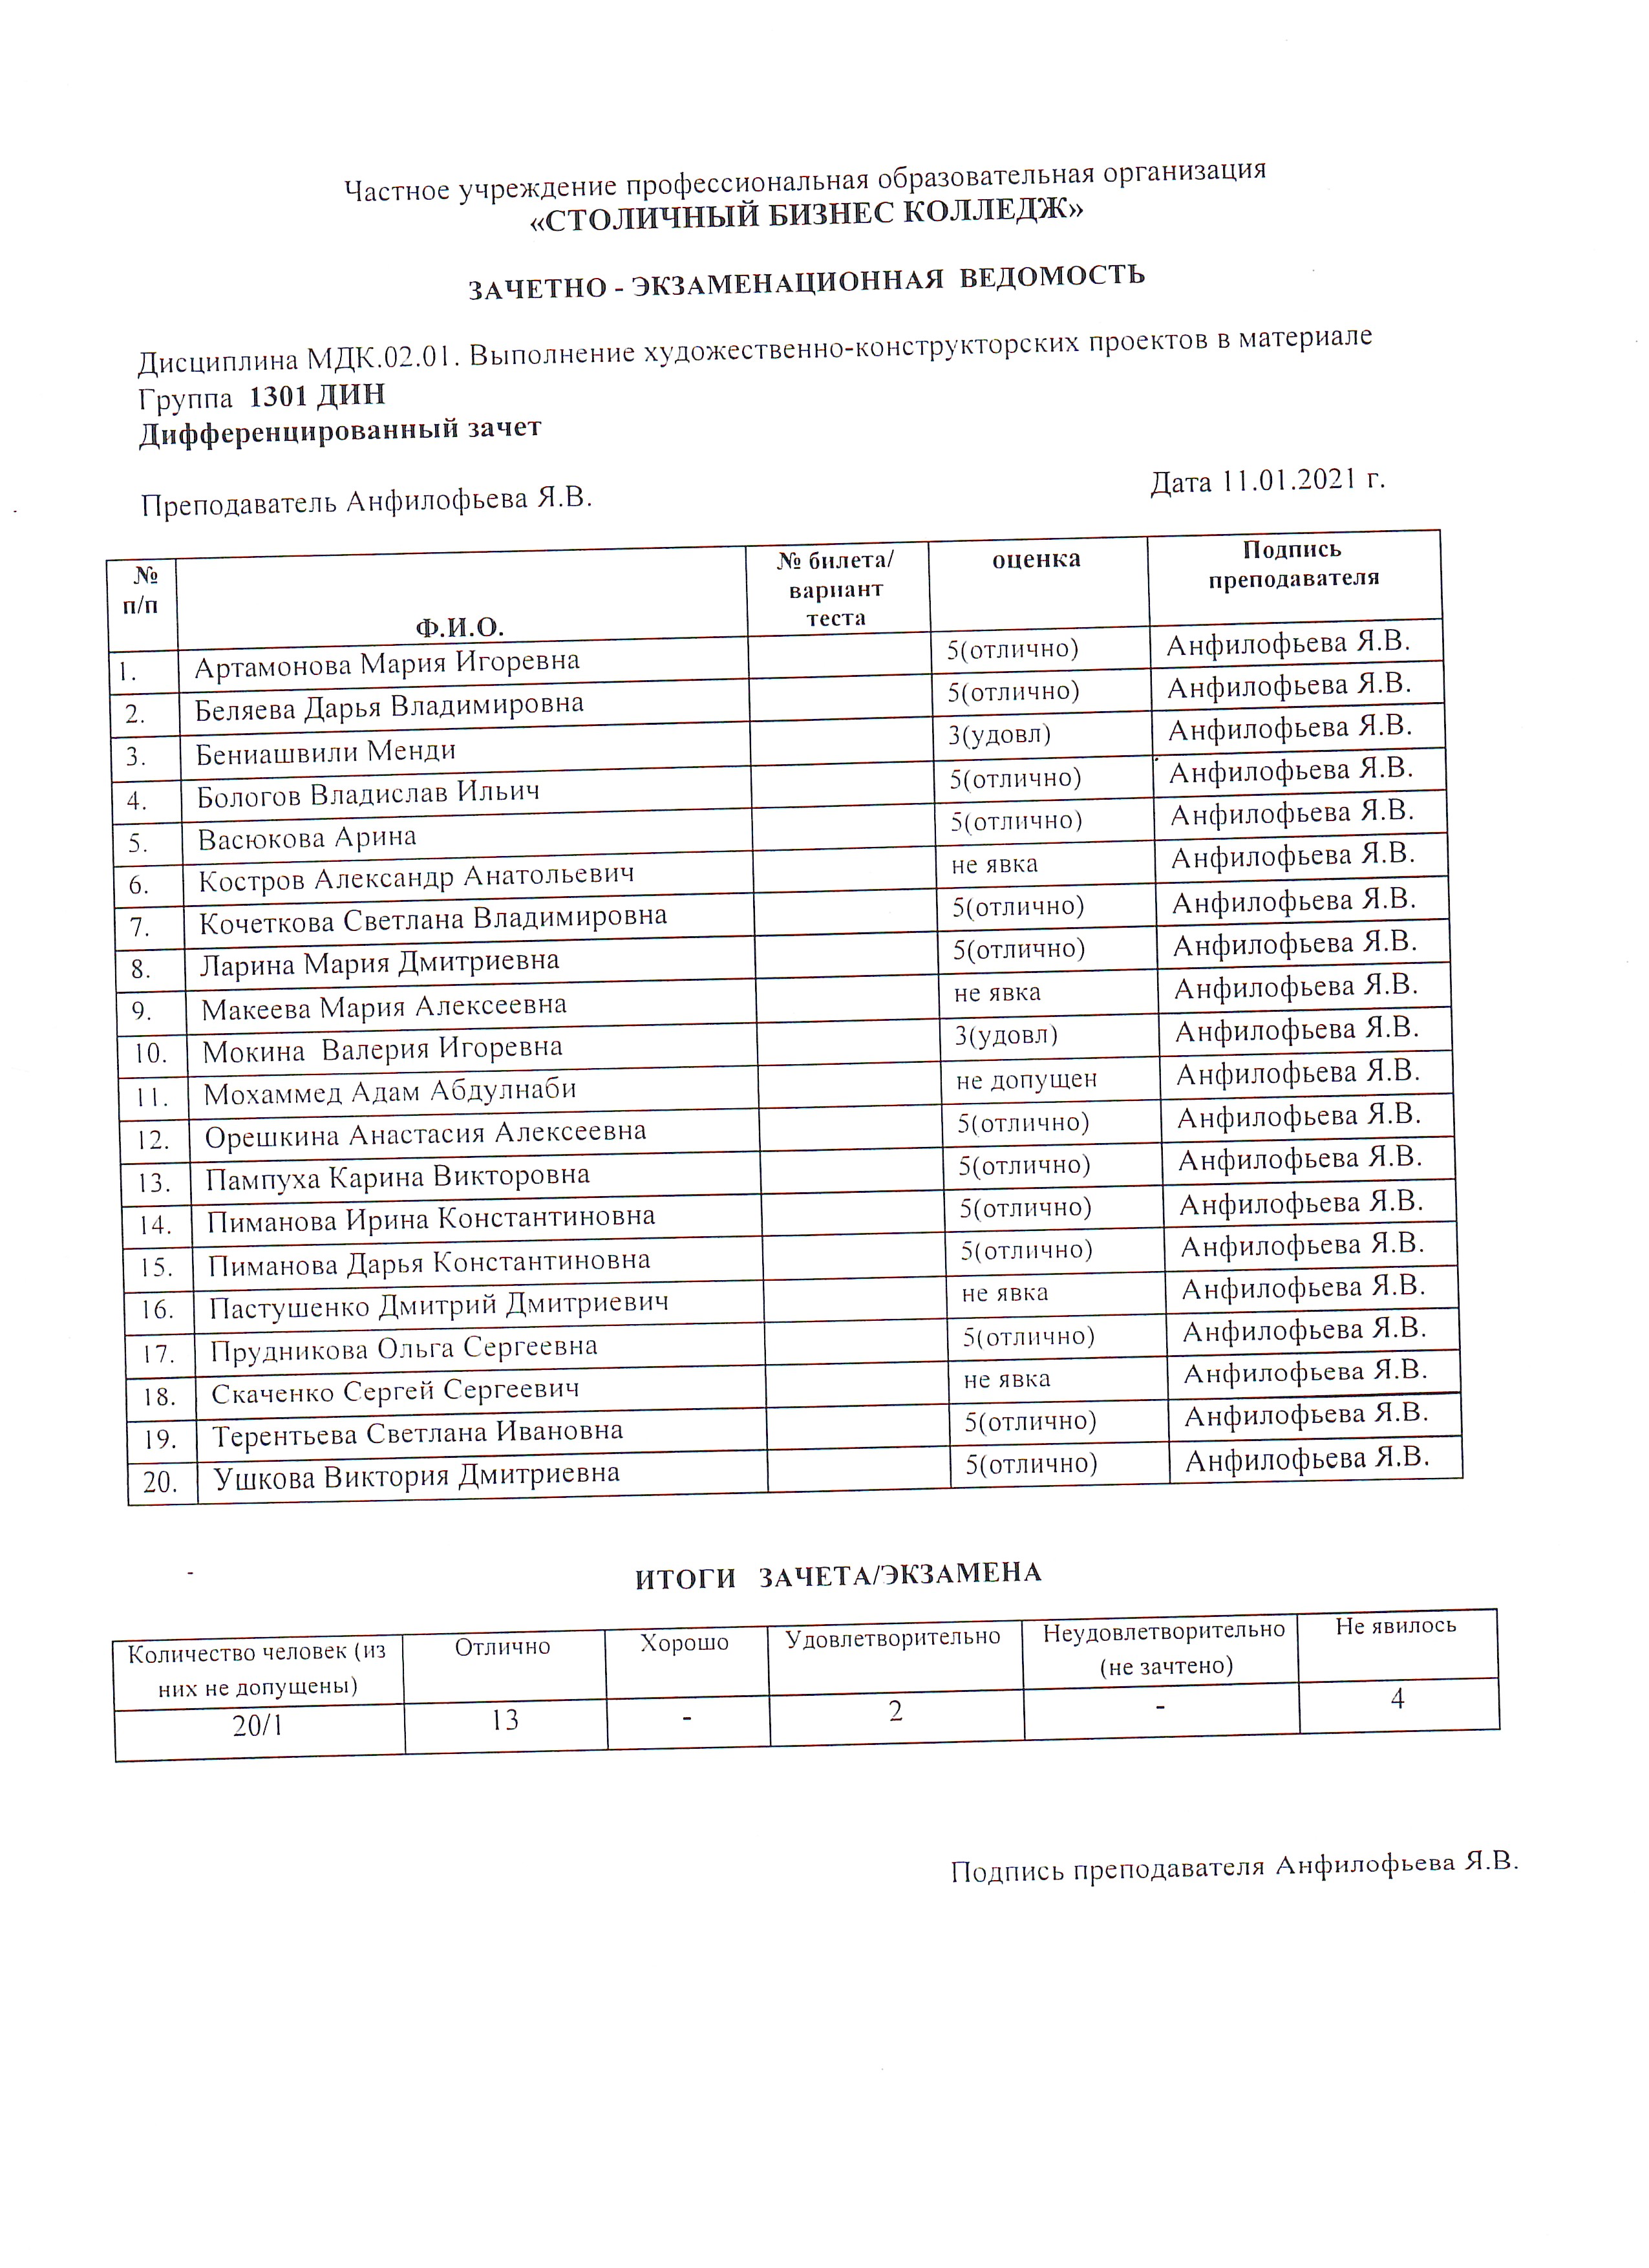 Частное учреждение профессиональная образовательная организация
«СТОЛИЧНЫЙ БИЗНЕС КОЛЛЕДЖ»
ЗАЧЕТНО - ЭКЗАМЕНАЦИОННАЯ ВЕДОМОСТЬ
Дисциплина МДК.02.01. Выполнение художественно-конструкторских проектов в материале
Группа 1301 ДИН
Дифференцированный зачет
Преподаватель Анфилофьева Я.В. Дата 11.01.2021 г.
№ п/п Ф.И.О. № билета/ вариант теста оценка Подпись преподавателя
1. Артамонова Мария Игоревна 5(отлично) Анфилофьева Я.В.
2. Беляева Дарья Владимировна 5(отлично) Анфилофьева Я.В.
3. Бениашвили Менди 3(удовл) Анфилофьева Я.В.
4. Бологов Владислав Ильич 5(отлично) Анфилофьева Я.В.
5. Васюкова Арина 5(отлично) Анфилофьева Я.В.
6. Костров Александр Анатольевич не явка Анфилофьева Я.В.
7. Кочеткова Светлана Владимировна 5(отлично) Анфилофьева Я.В.
8. Ларина Мария Дмитриевна 5(отлично) Анфилофьева Я.В.
9. Макеева Мария Алексеевна не явка Анфилофьева Я.В.
10. Мокина Валерия Игоревна 3(удовл) Анфилофьева Я.В.
11. Мохаммед Адам Абдулнаби не допущен Анфилофьева Я.В.
12. Орешкина Анастасия Алексеевна 5(отлично) Анфилофьева Я.В.
13. Пампуха Карина Викторовна 5(отлично) Анфилофьева Я.В.
14. Пиманова Ирина Константиновна 5(отлично) Анфилофьева Я.В.
15. Пиманова Дарья Константиновна 5(отлично) Анфилофьева Я.В.
16. Пастушенко Дмитрий Дмитриевич не явка Анфилофьева Я.В.
17. Прудникова Ольга Сергеевна 5(отлично) Анфилофьева Я.В.
18. Скаченко Сергей Сергеевич не явка Анфилофьева Я.В.
19. Терентьева Светлана Ивановна 5(отлично) Анфилофьева Я.В.
20. Ушкова Виктория Дмитриевна 5(отлично) Анфилофьева Я.В.
ИТОГИ ЗАЧЕТА/ЭКЗАМЕНА
Количество человек (из них не допущены) Отлично Хорошо Удовлетворительно Неудовлетворительно (не зачтено) Не явилось
20/1 13 - 2 - 4
Подпись преподавателя Анфилофьева Я.В.